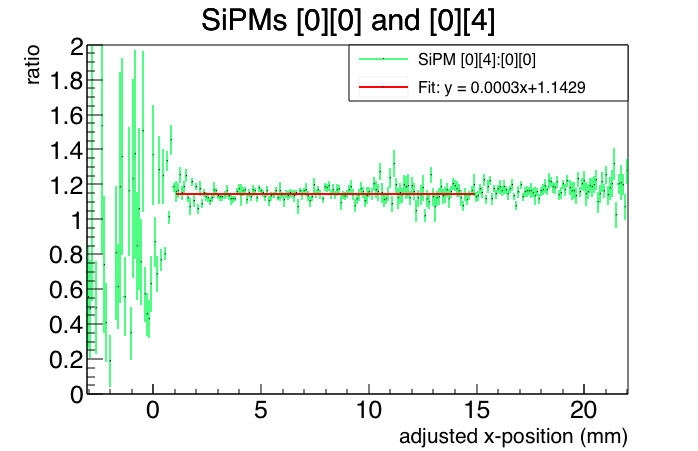 SiPMs [0][0] and [0][4]
ratio
2
1.8
1.6
1.4
1.2
1
0.8
0.6
0.4
0.2
0
SiPM [0][4]:[0][0]
Fit: y = 0.0003x+1.1429
0 5 10 15 20
adjusted x-position (mm)